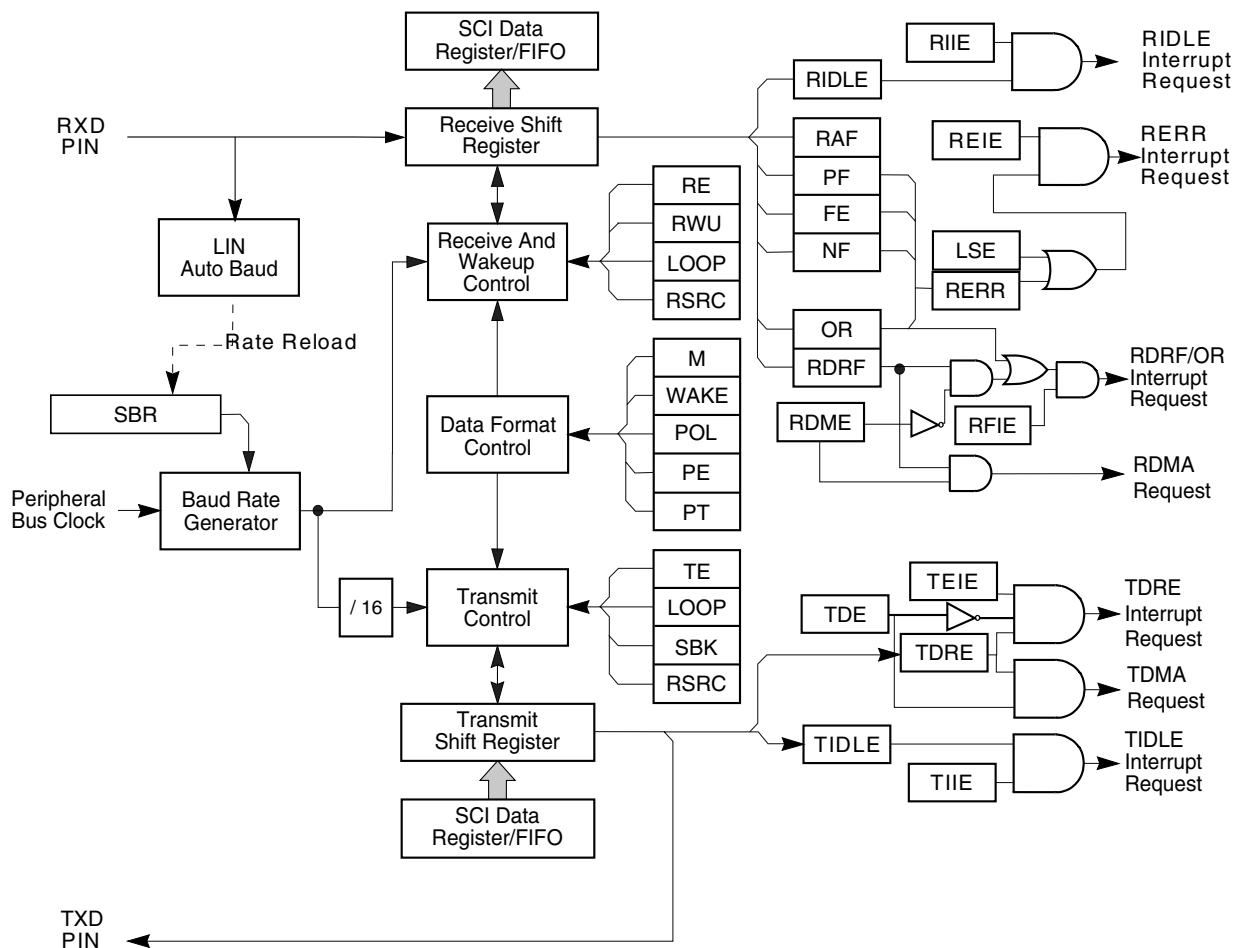 SCI Data
Register/FIFO
RXD
PIN
Receive Shift
Register
LIN
Auto Baud
Rate Reload
SBR
Peripheral
Bus Clock
Baud Rate
Generator
/ 16
Receive And
Wakeup
Control
RE
RWU
LOOP
RSRC
Data Format
Control
M
WAKE
POL
PE
PT
Transmit
Control
TE
LOOP
SBK
RSRC
Transmit
Shift Register
SCI Data
Register/FIFO
TXD
PIN
RIIE
RIDLE
RIDLE
Interrupt
Request
RAF
PF
FE
NF
REIE
RERR
Interrupt
Request
LSE
RERR
OR
RDRF
RDME
RFIE
RDRF/OR
Interrupt
Request
RDMA
Request
TEIE
TDE
TDRE
TDRE
Interrupt
Request
TDMA
Request
TIDLE
TIIE
TIDLE
Interrupt
Request